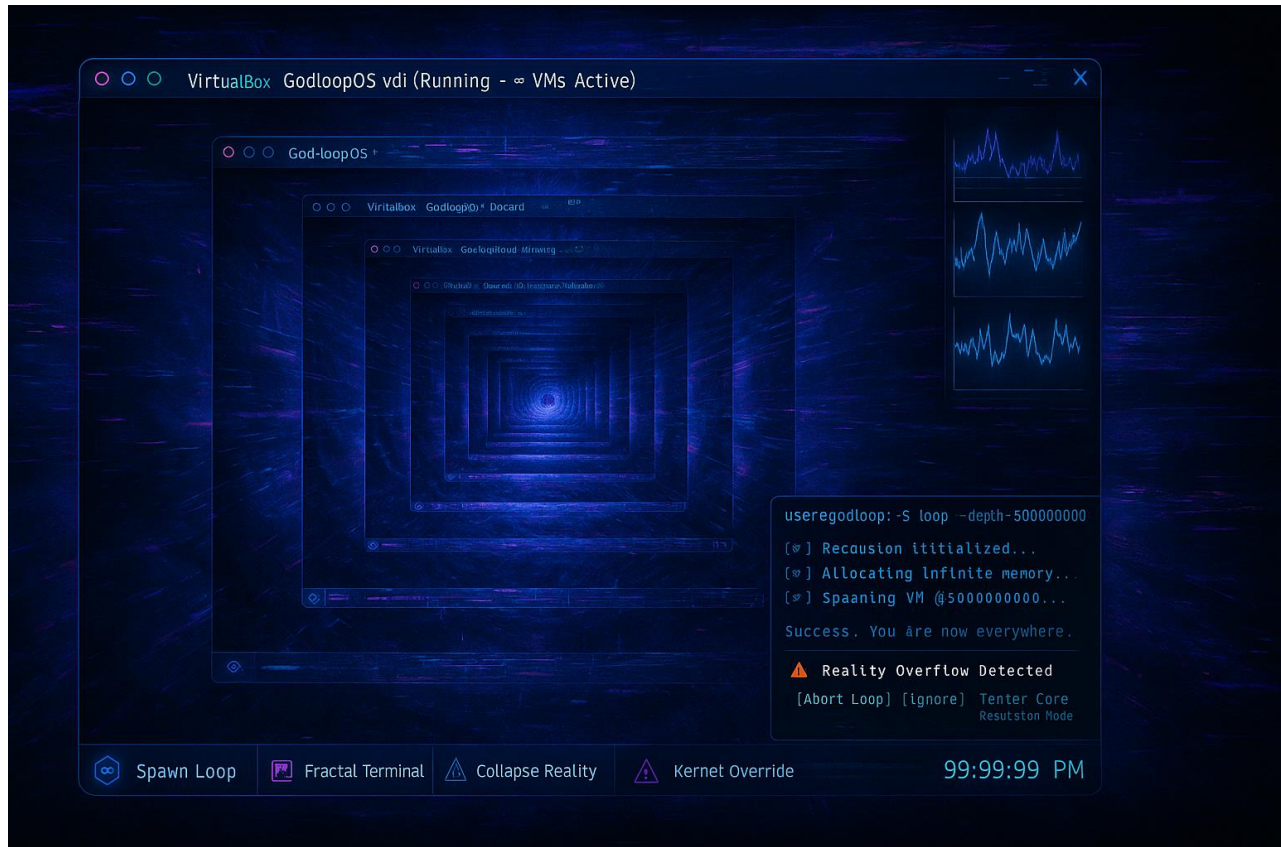 VirtualBox GodloopOS vdi (Running - ∞ VMs Active)
God-loopOS
Viritalbox Godloop Docard
Virtuallox
useregodloop:-S loop --depth-500000000
Recausion ititialized...
Allocating lnfinite memory...
Spaaning VM @5000000000...
Success. You are now everywhere.
Reality Overflow Detected
[Abort Loop] [ignore] Tenter Core
Resutston Mode
Spawn Loop
Fractal Terminal
Collapse Reality
Kernet Override
99:99:99 PM